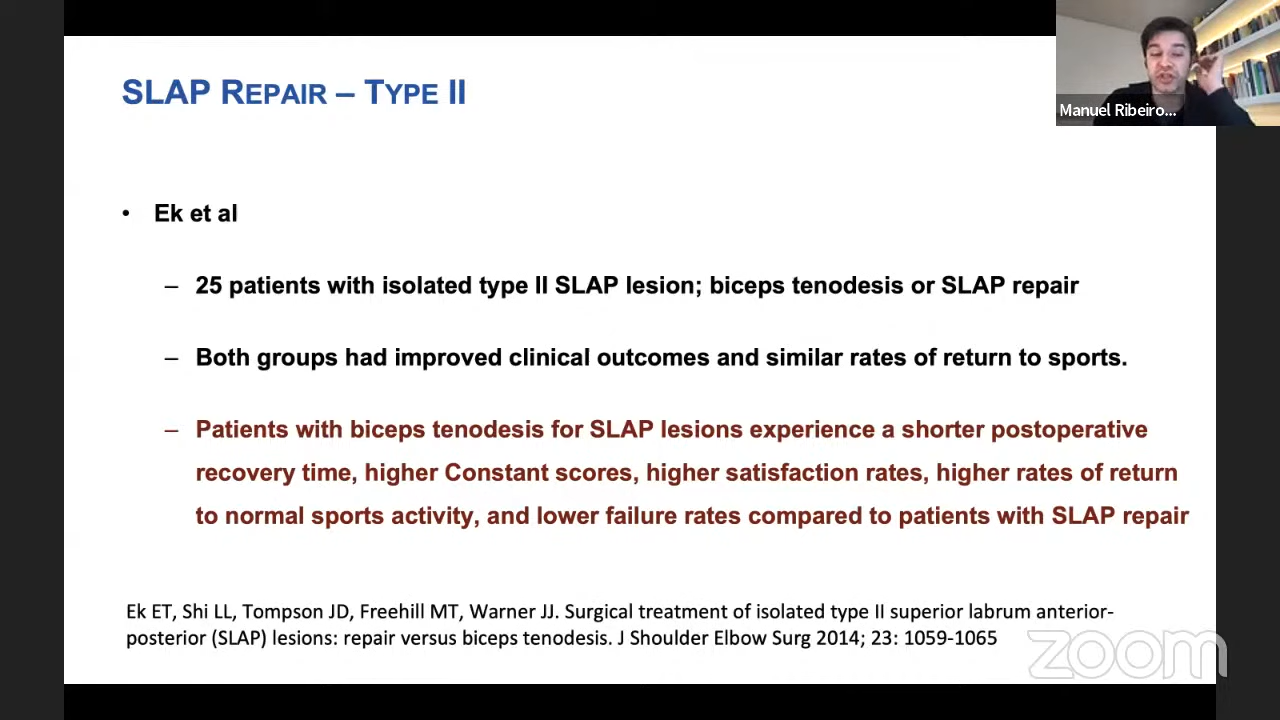 SLAP REPAIR – TYPE II
Manuel Ribeiro...
• Ek et al
– 25 patients with isolated type II SLAP lesion; biceps tenodesis or SLAP repair
– Both groups had improved clinical outcomes and similar rates of return to sports.
– Patients with biceps tenodesis for SLAP lesions experience a shorter postoperative
recovery time, higher Constant scores, higher satisfaction rates, higher rates of return
to normal sports activity, and lower failure rates compared to patients with SLAP repair
Ek ET, Shi LL, Tompson JD, Freehill MT, Warner JJ. Surgical treatment of isolated type II superior labrum anterior-
posterior (SLAP) lesions: repair versus biceps tenodesis. J Shoulder Elbow Surg 2014; 23: 1059-1065
zoom